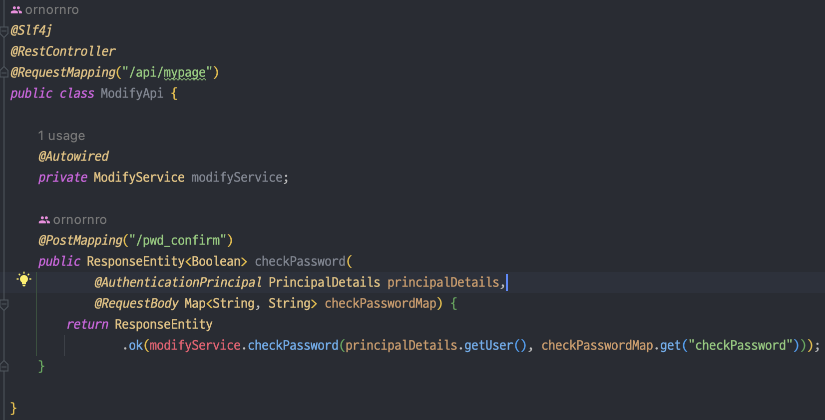 ornornro
@Slf4j
@RestController
@RequestMapping("/api/mypage")
public class ModifyApi {
1 usage
@Autowired
private ModifyService modifyService;
ornornro
@PostMapping("/pwd_confirm")
public ResponseEntity<Boolean> checkPassword(
@AuthenticationPrincipal PrincipalDetails principalDetails,
@RequestBody Map<String, String> checkPasswordMap) {
return ResponseEntity
.ok(modifyService.checkPassword(principalDetails.getUser(), checkPasswordMap.get("checkPassword")));
}
}